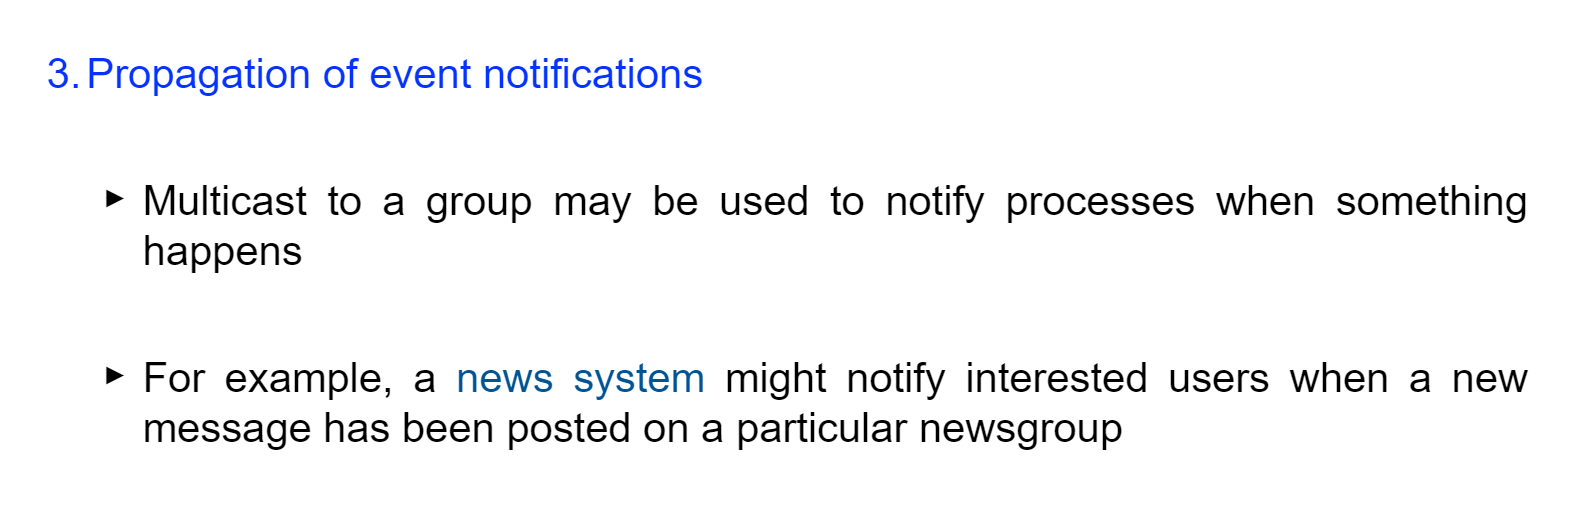 3. Propagation of event notifications
► Multicast to a group may be used to notify processes when something
happens
► For example, a news system might notify interested users when a new
message has been posted on a particular newsgroup